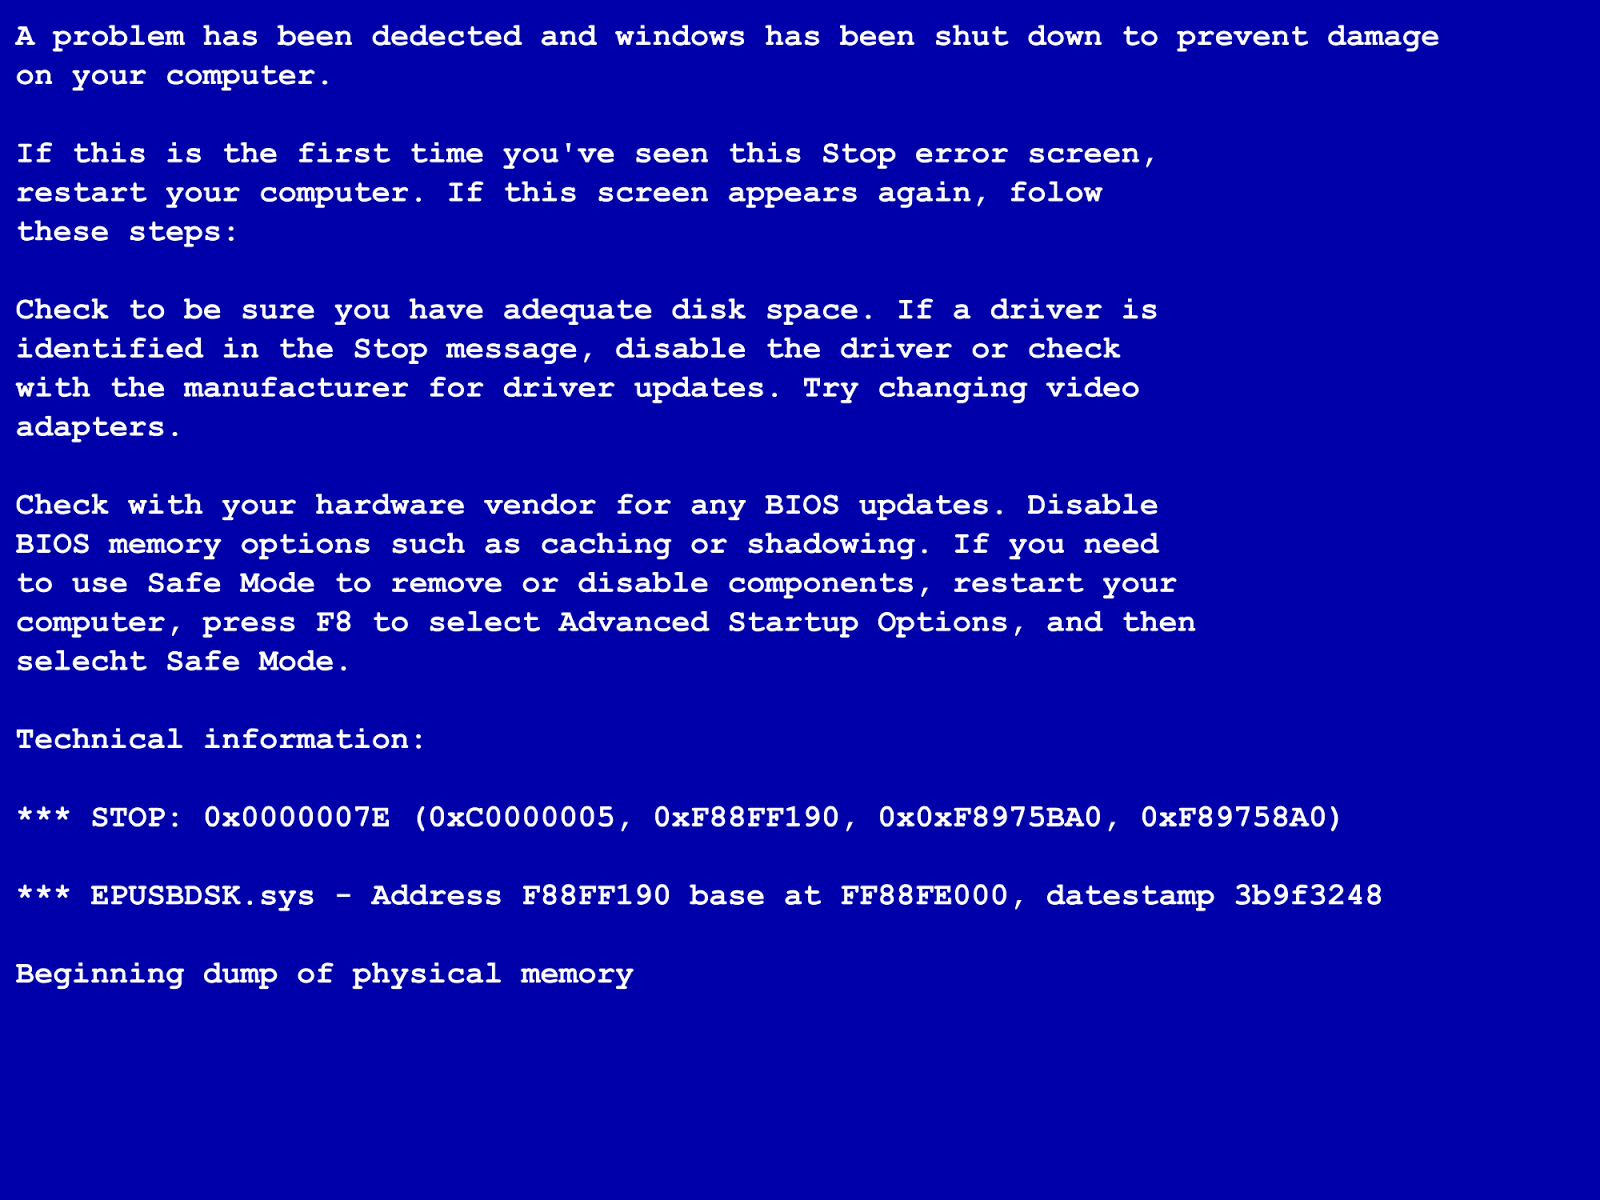 A problem has been dedected and windows has been shut down to prevent damage
on your computer.
If this is the first time you've seen this Stop error screen,
restart your computer. If this screen appears again, folow
these steps:
Check to be sure you have adequate disk space. If a driver is
identified in the Stop message, disable the driver or check
with the manufacturer for driver updates. Try changing video
adapters.
Check with your hardware vendor for any BIOS updates. Disable
BIOS memory options such as caching or shadowing. If you need
to use Safe Mode to remove or disable components, restart your
computer, press F8 to select Advanced Startup Options, and then
selecht Safe Mode.
Technical information:
*** STOP: 0x0000007E (0xC0000005, 0xF88FF190, 0x0xF8975BA0, 0xF89758A0)
*** EPUSBDSK.sys - Address F88FF190 base at FF88FE000, datestamp 3b9f3248
Beginning dump of physical memory